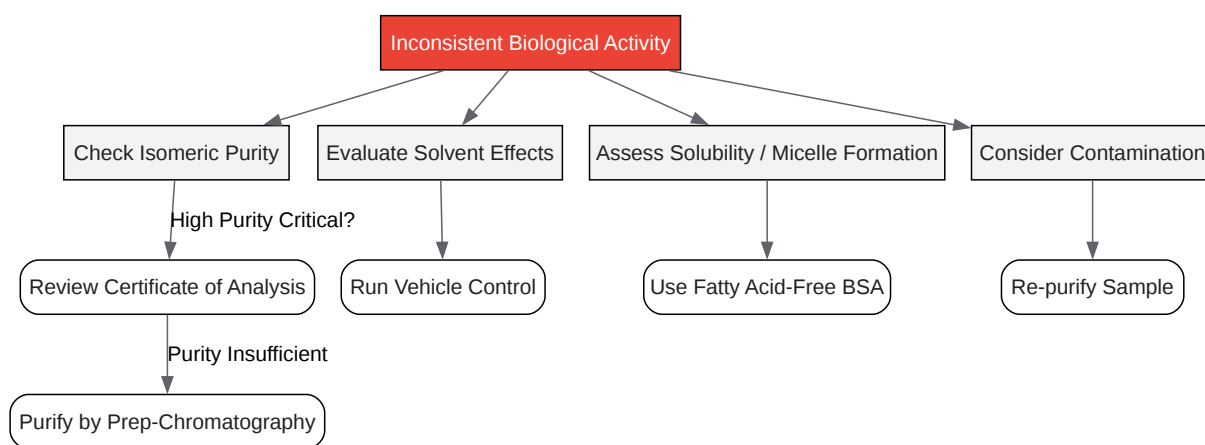 Inconsistent Biological Activity
Check Isomeric Purity
Evaluate Solvent Effects
Assess Solubility / Micelle Formation
Consider Contamination
High Purity Critical?
Review Certificate of Analysis
Run Vehicle Control
Use Fatty Acid-Free BSA
Re-purify Sample
Purity Insufficient
Purify by Prep-Chromatography